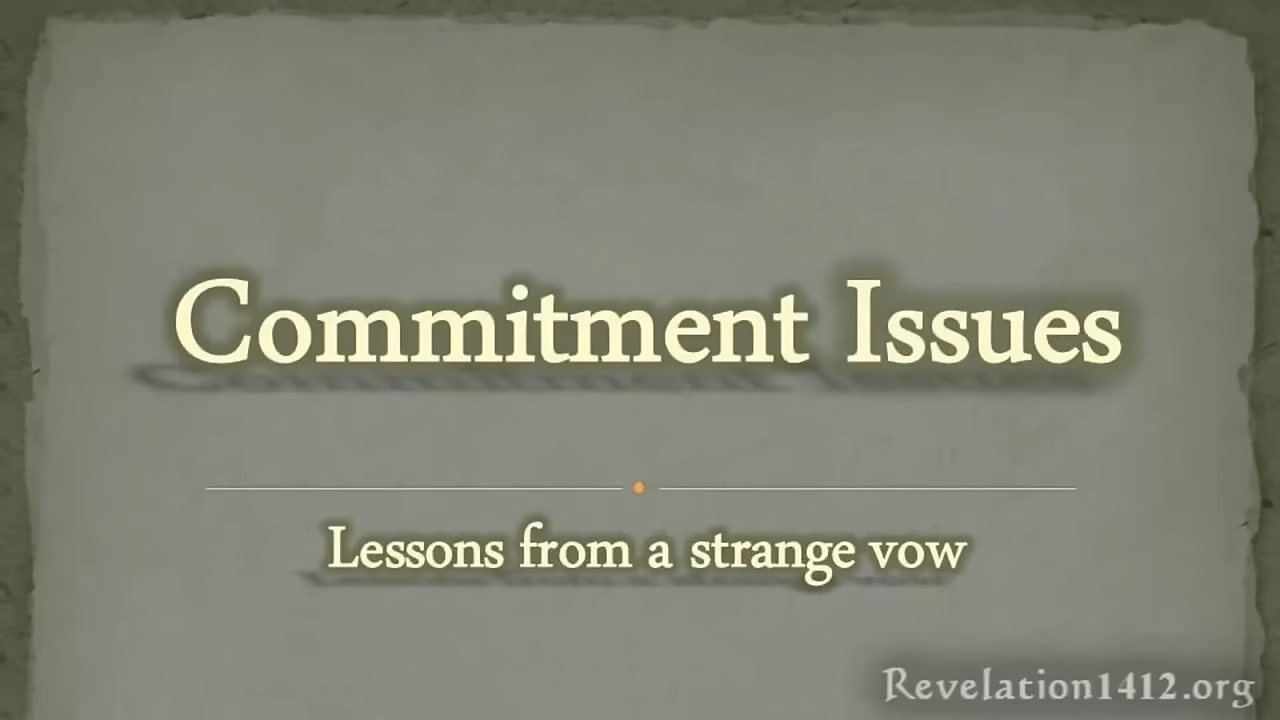 Commitment Issues
Lessons from a strange vow
Revelation1412.org